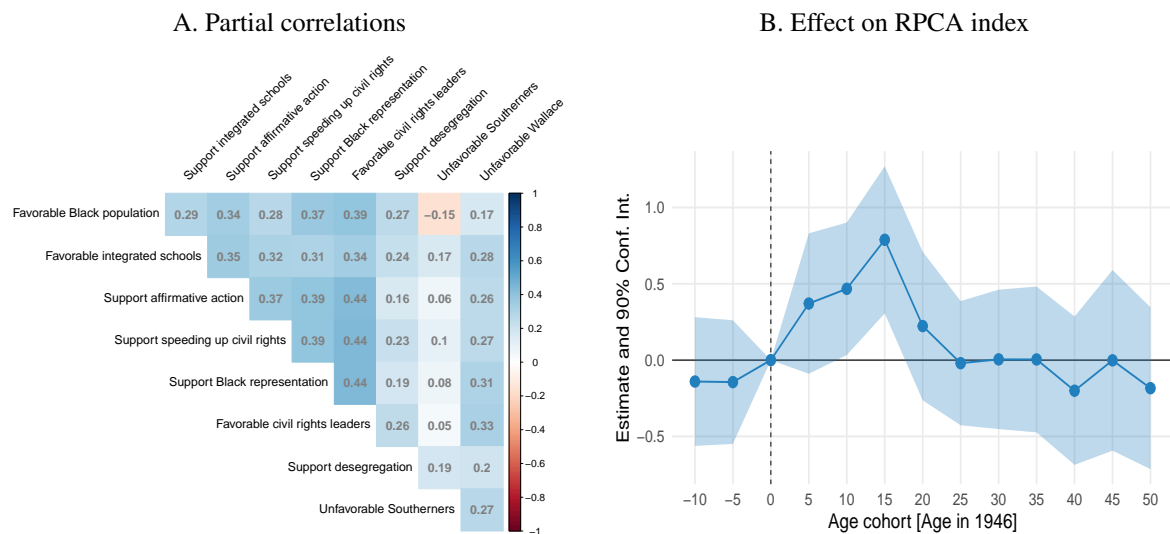 A. Partial correlations
Support integrated schools
Support affirmative action
Support speeding up civil rights
Support Black representation
Favorable civil rights leaders
Support desegregation
Unfavorable Southerners
Unfavorable Wallace
Favorable Black population 0.29 0.34 0.28 0.37 0.39 0.27 −0.15 0.17
Favorable integrated schools 0.35 0.32 0.31 0.34 0.24 0.17 0.28
Support affirmative action 0.37 0.39 0.44 0.16 0.06 0.26
Support speeding up civil rights 0.39 0.44 0.23 0.1 0.27
Support Black representation 0.44 0.19 0.08 0.31
Favorable civil rights leaders 0.26 0.05 0.33
Support desegregation 0.19 0.2
Unfavorable Southerners 0.27
1
0.8
0.6
0.4
0.2
0
−0.2
−0.4
−0.6
−0.8
−1
B. Effect on RPCA index
Estimate and 90% Conf. Int.
1.0
0.5
0.0
−0.5
−10 −5 0 5 10 15 20 25 30 35 40 45 50
Age cohort [Age in 1946]